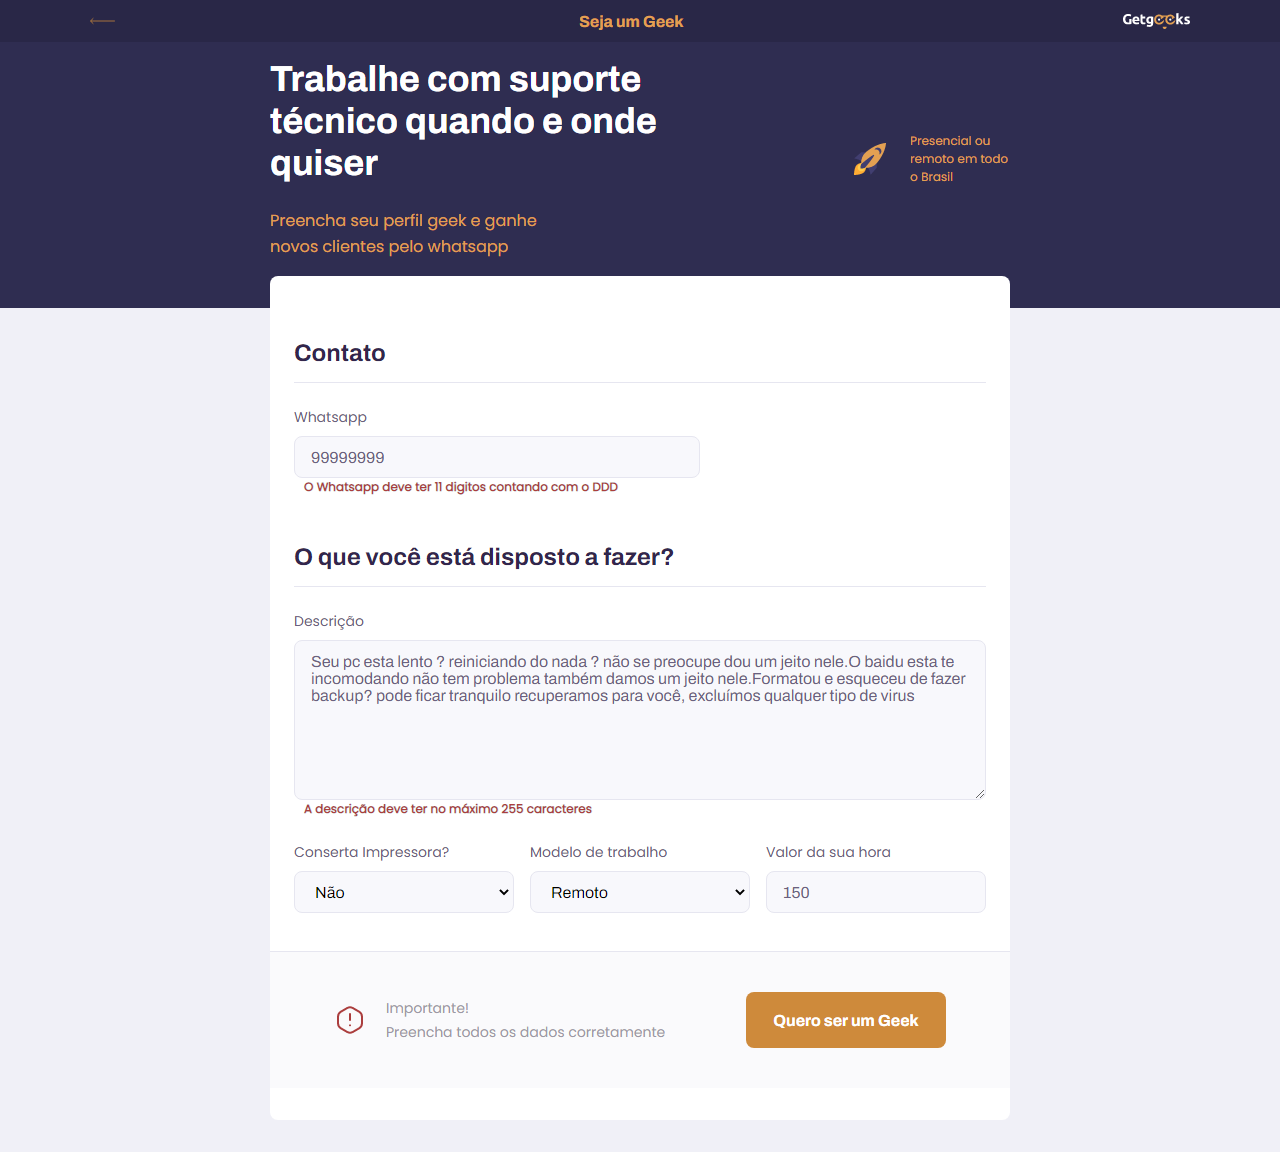 Seja um Geek
Getgeeks
Trabalhe com suporte
técnico quando e onde
quiser
Presencial ou
remoto em todo
o Brasil
Preencha seu perfil geek e ganhe
novos clientes pelo whatsapp
Contato
Whatsapp
99999999
O Whatsapp deve ter 11 digitos contando com o DDD
O que você está disposto a fazer?
Descrição
Seu pc esta lento ? reiniciando do nada ? não se preocupe dou um jeito nele.O baidu esta te
incomodando não tem problema também damos um jeito nele.Formatou e esqueceu de fazer
backup? pode ficar tranquilo recuperamos para você, excluímos qualquer tipo de virus
A descrição deve ter no máximo 255 caracteres
Conserta Impressora?
Modelo de trabalho
Valor da sua hora
Não
Remoto
150
Importante!
Preencha todos os dados corretamente
Quero ser um Geek